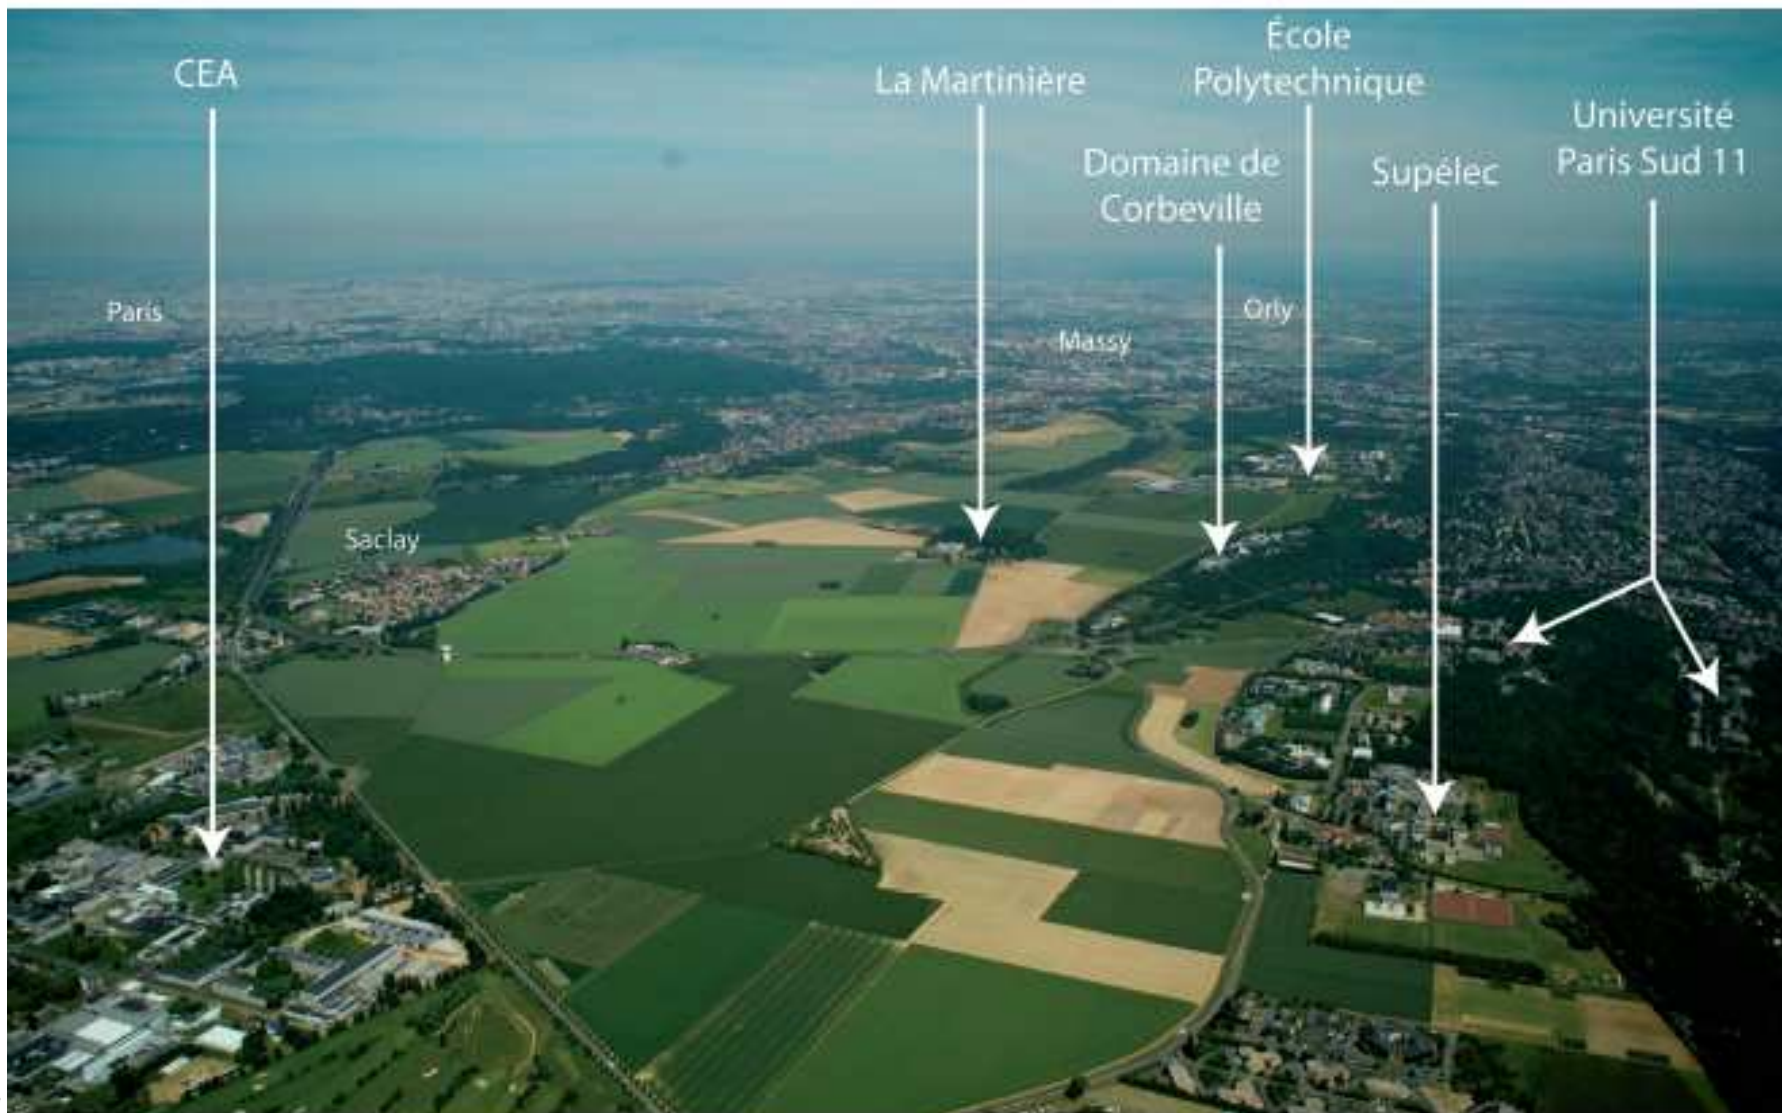 CEA
La Martinière
École
Polytechnique
Domaine de
Corbeville
Supélec
Université
Paris Sud 11
Paris
Massy
Orly
Saclay